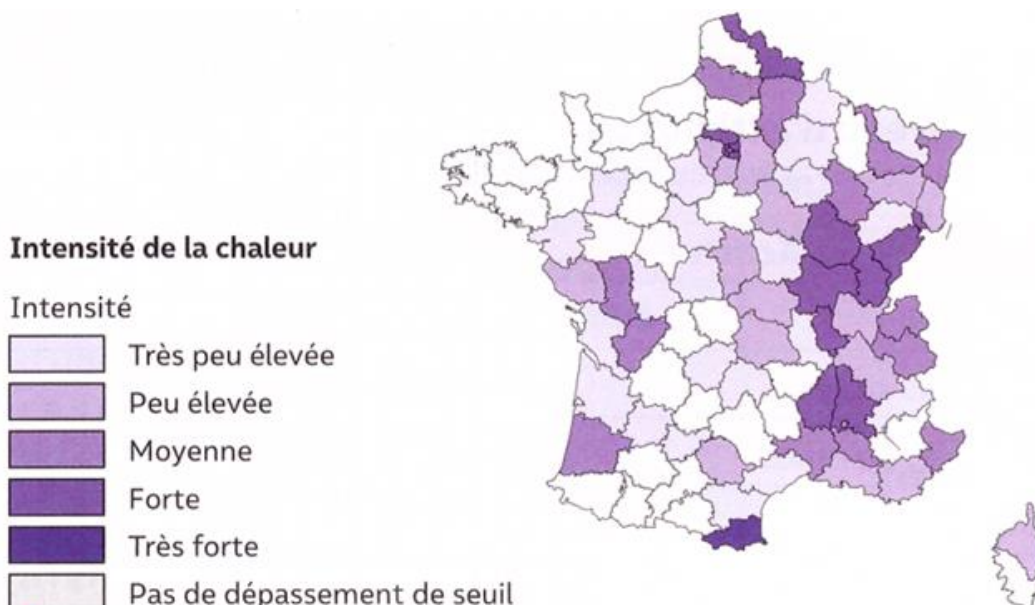 Intensité de la chaleur
Intensité
Très peu élevée
Peu élevée
Moyenne
Forte
Très forte
Pas de dépassement de seuil